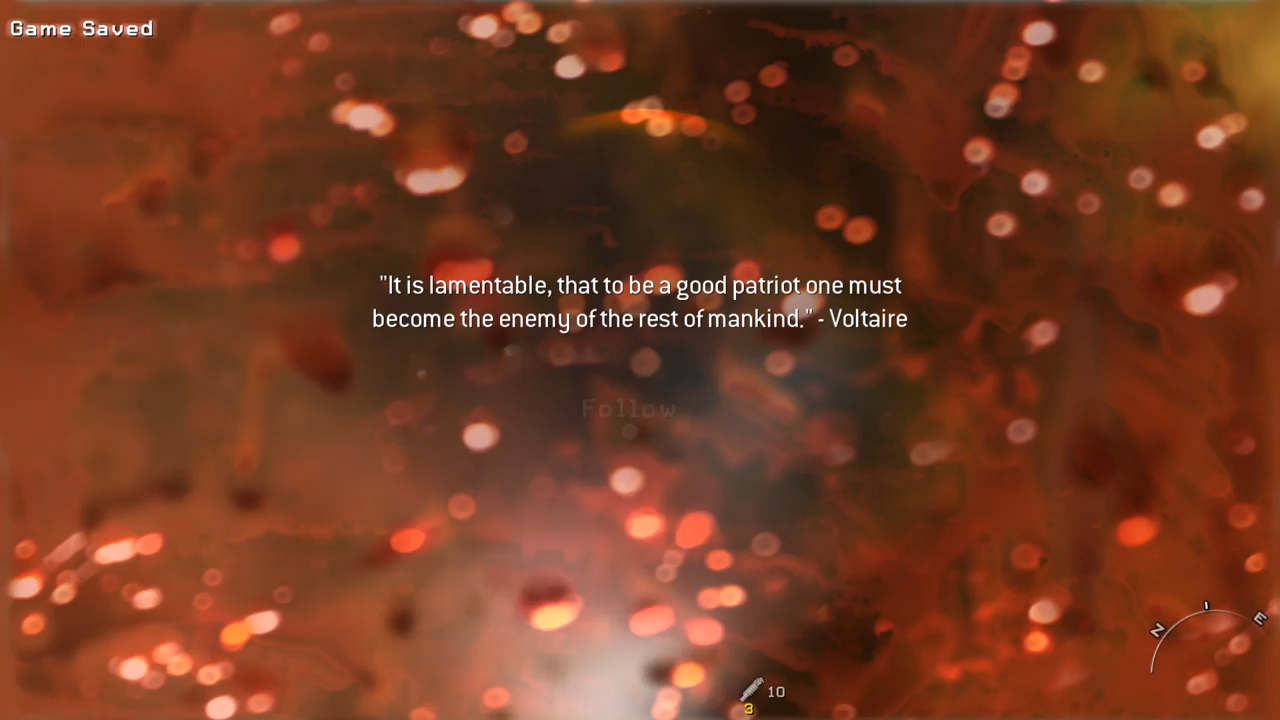 Game Saved
"It is lamentable, that to be a good patriot one must
become the enemy of the rest of mankind." - Voltaire
Follow
N
E
10
3